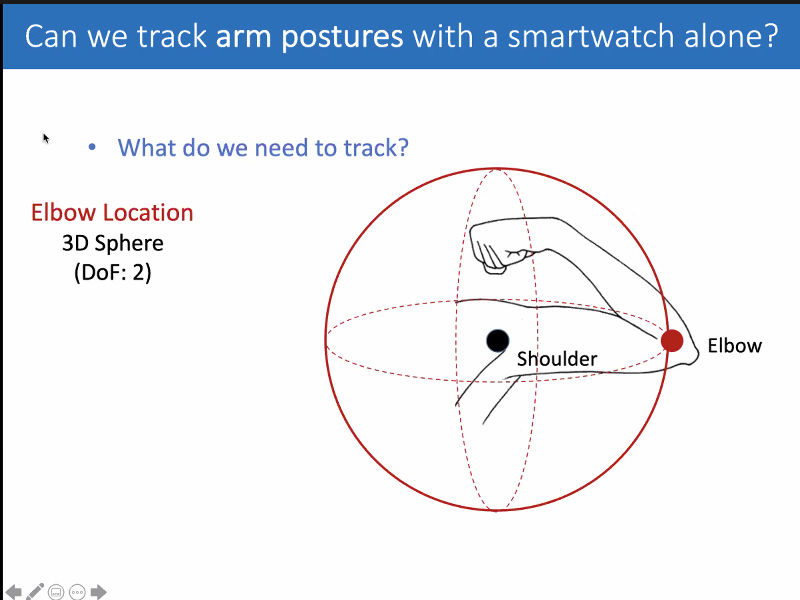 Can we track arm postures with a smartwatch alone?
• What do we need to track?
Elbow Location
3D Sphere
(DoF: 2)
Shoulder
Elbow